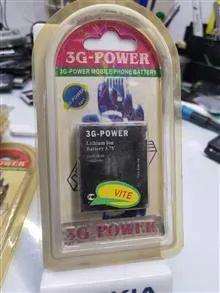 3G-POWER
3G-POWER MOBILE PHONE BATTERY
3G-POWER
Lithium Ion
Battery 3.7V
VITE
3G-POWER